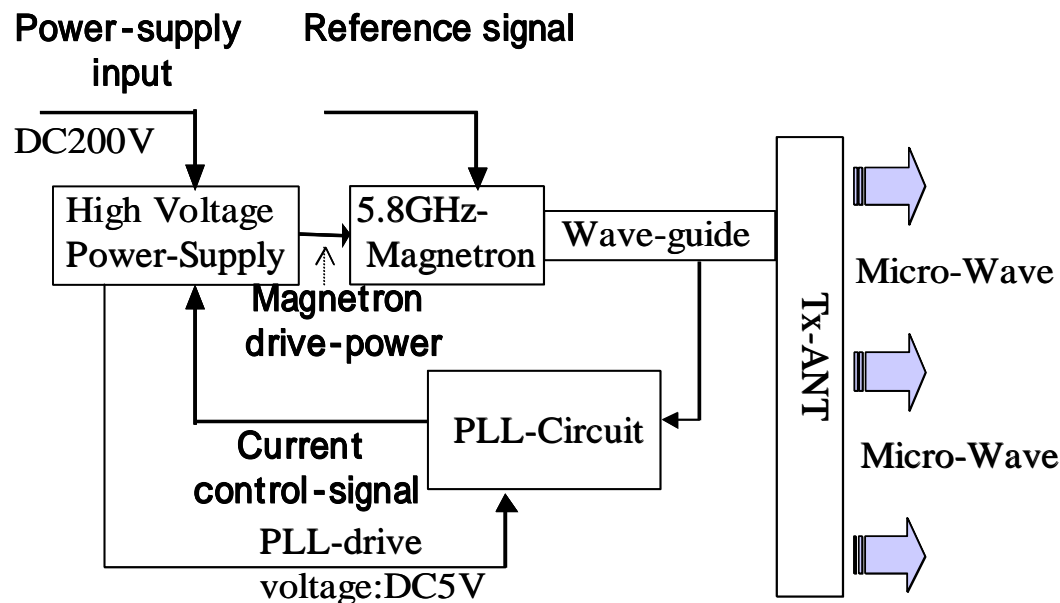 Power-supply
input
Reference signal
DC200V
High Voltage
Power-Supply
5.8GHz-
Magnetron
Wave-guide
Tx-ANT
Micro-Wave
Magnetron
drive-power
PLL-Circuit
Current
control-signal
Micro-Wave
PLL-drive
voltage:DC5V